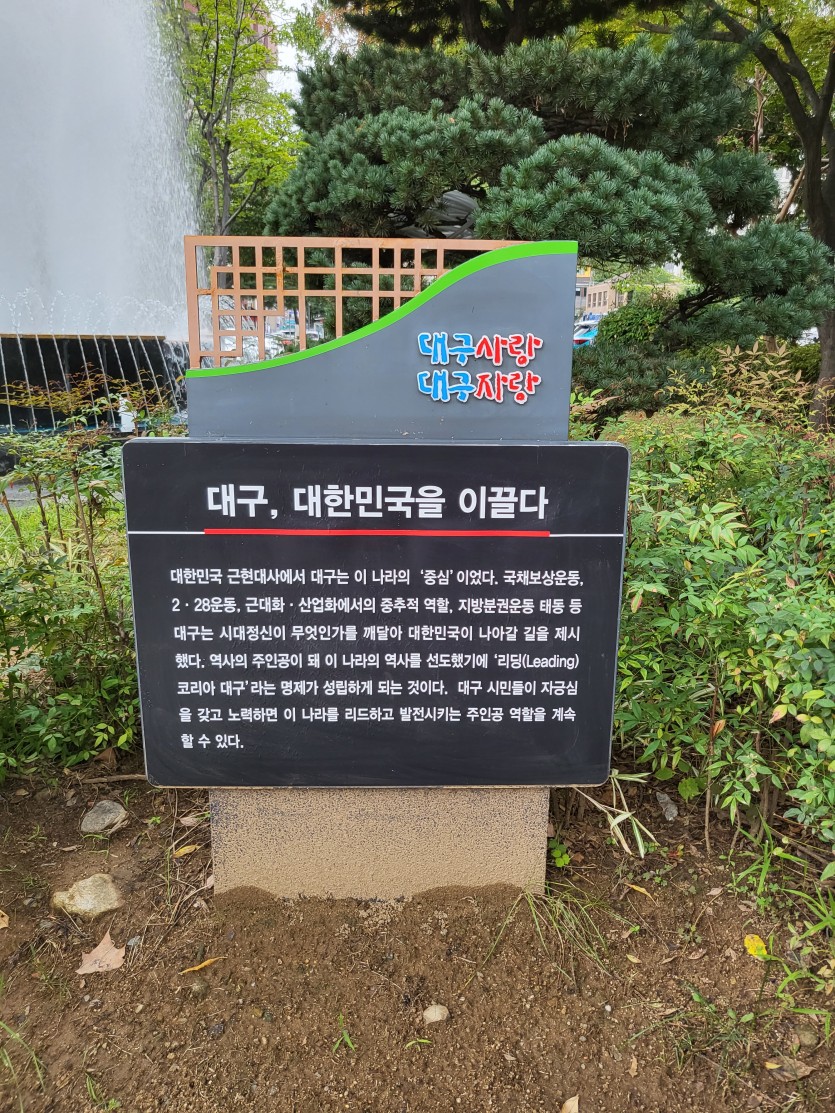 대구사랑
대구자랑
대구, 대한민국을 이끌다
대한민국 근현대사에서 대구는 이 나라의 '중심'이었다. 국채보상운동,
2·28운동, 근대화·산업화에서의 중추적 역할, 지방분권운동 태동 등
대구는 시대정신이 무엇인가를 깨달아 대한민국이 나아갈 길을 제시
했다. 역사의 주인공이 돼 이 나라의 역사를 선도했기에 '리딩(Leading)
코리아 대구'라는 명제가 성립하게 되는 것이다. 대구 시민들이 자긍심
을 갖고 노력하면 이 나라를 리드하고 발전시키는 주인공 역할을 계속
할 수 있다.